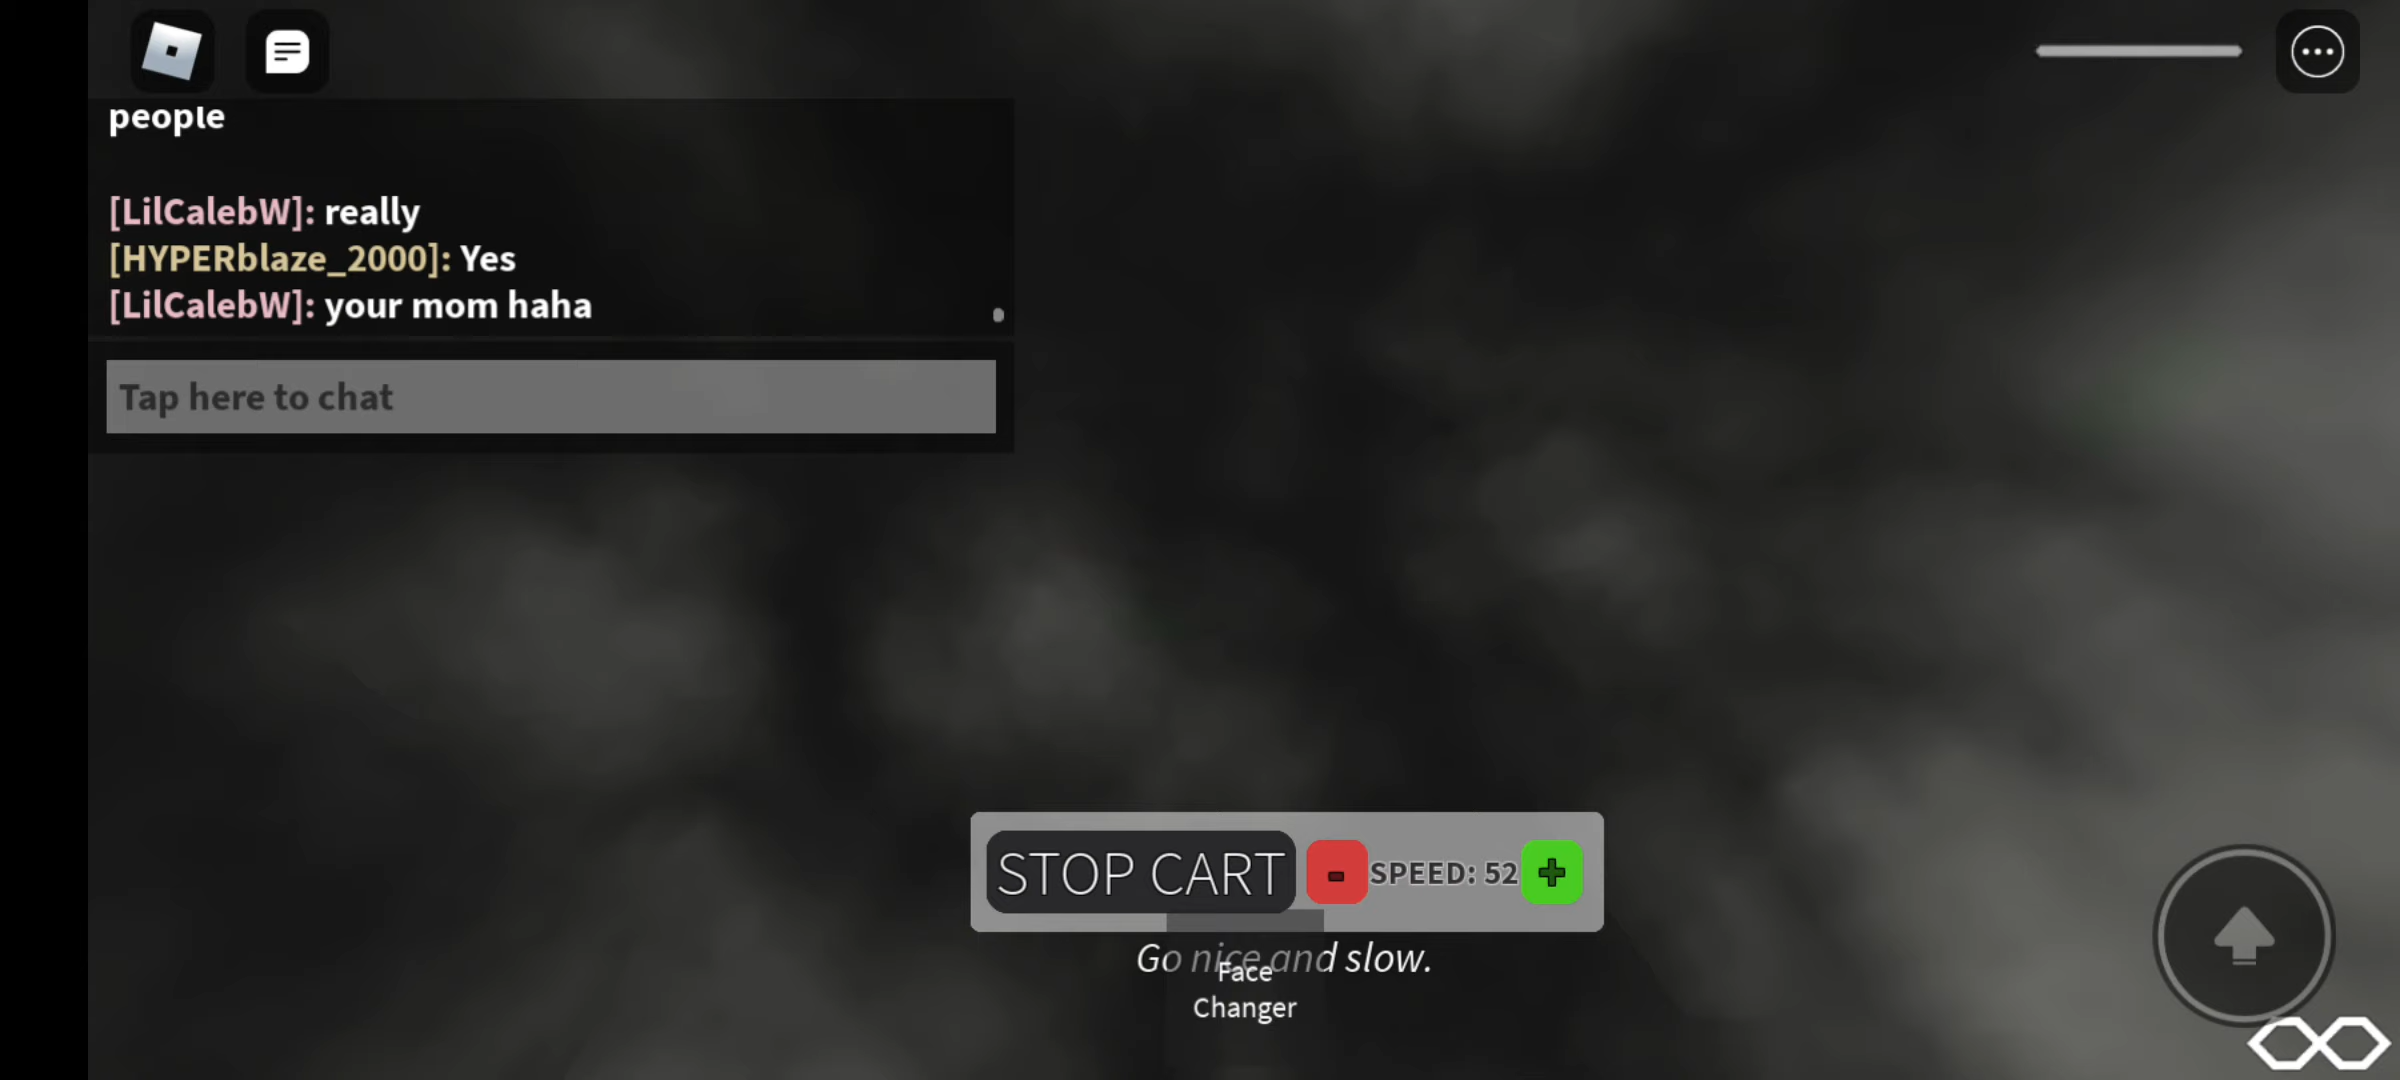 people
[LilCalebW]: really
[HYPERblaze_2000]: Yes
[LilCalebW]: your mom haha
Tap here to chat
STOP CART - SPEED: 52 +
Go nice and slow.
Face
Changer